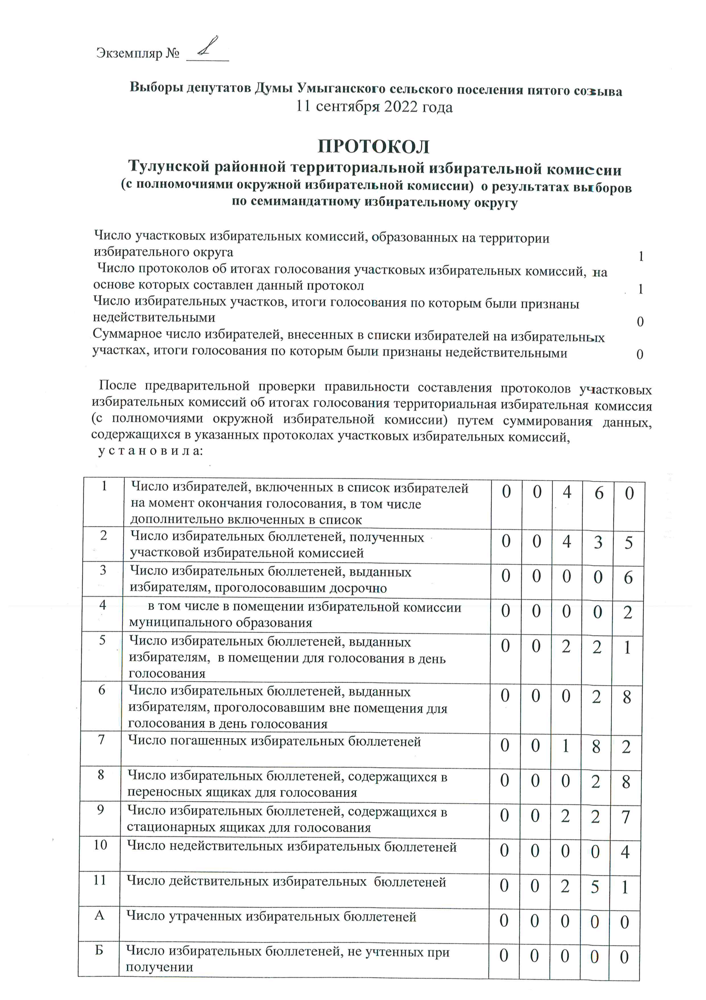 Экземпляр №
Выборы депутатов Думы Умыганского сельского поселения пятого созыва
11 сентября 2022 года
ПРОТОКОЛ
Тулунской районной территориальной избирательной комиссии
(с полномочиями окружной избирательной комиссии) о результатах выборов
по семимандатному избирательному округу
Число участковых избирательных комиссий, образованных на территории
избирательного округа 1
Число протоколов об итогах голосования участковых избирательных комиссий, на
основе которых составлен данный протокол 1
Число избирательных участков, итоги голосования по которым были признаны
недействительными 0
Суммарное число избирателей, внесенных в списки избирателей на избирательных
участках, итоги голосования по которым были признаны недействительными 0
После предварительной проверки правильности составления протоколов участковых
избирательных комиссий об итогах голосования территориальная избирательная комиссия
(с полномочиями окружной избирательной комиссии) путем суммирования данных,
содержащихся в указанных протоколах участковых избирательных комиссий,
у с т а н о в и л а:
1 Число избирателей, включенных в список избирателей 0 0 4 6 0
на момент окончания голосования, в том числе
дополнительно включенных в список
2 Число избирательных бюллетеней, полученных 0 0 4 3 5
участковой избирательной комиссией
3 Число избирательных бюллетеней, выданных 0 0 0 0 6
избирателям, проголосовавшим досрочно
4 в том числе в помещении избирательной комиссии 0 0 0 0 2
муниципального образования
5 Число избирательных бюллетеней, выданных 0 0 2 2 1
избирателям, в помещении для голосования в день
голосования
6 Число избирательных бюллетеней, выданных 0 0 0 2 8
избирателям, проголосовавшим вне помещения для
голосования в день голосования
7 Число погашенных избирательных бюллетеней 0 0 1 8 2
8 Число избирательных бюллетеней, содержащихся в 0 0 0 2 8
переносных ящиках для голосования
9 Число избирательных бюллетеней, содержащихся в 0 0 2 2 7
стационарных ящиках для голосования
10 Число недействительных избирательных бюллетеней 0 0 0 0 4
11 Число действительных избирательных бюллетеней 0 0 2 5 1
А Число утраченных избирательных бюллетеней 0 0 0 0 0
Б Число избирательных бюллетеней, не учтенных при 0 0 0 0 0
получении